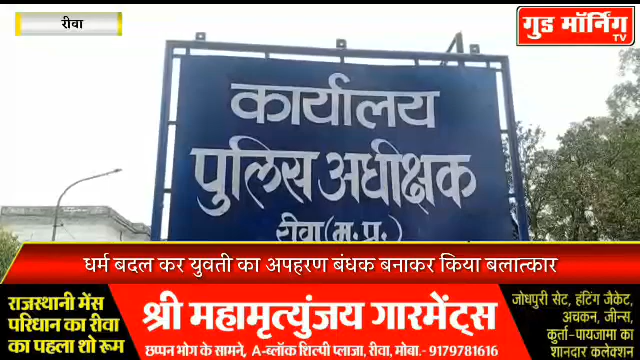 रीवा
गुड मॉर्निंग
TV
कार्यालय
पुलिस अधीक्षक
रीवा (म.प्र.)
धर्म बदल कर युवती का अपहरण बंधक बनाकर किया बलात्कार
राजस्थानी मेंस
परिधान का रीवा
का पहला शो रूम
श्री महामृत्युंजय गारमेंट्स
छप्पन भोग के सामने, A-ब्लॉक शिल्पी प्लाजा, रीवा, मोबा.- 9179781616
जोधपुरी सेट, हंटिंग जैकेट,
अचकन, जीन्स,
कुर्ता-पायजामा का
शानदार कलेक्शन